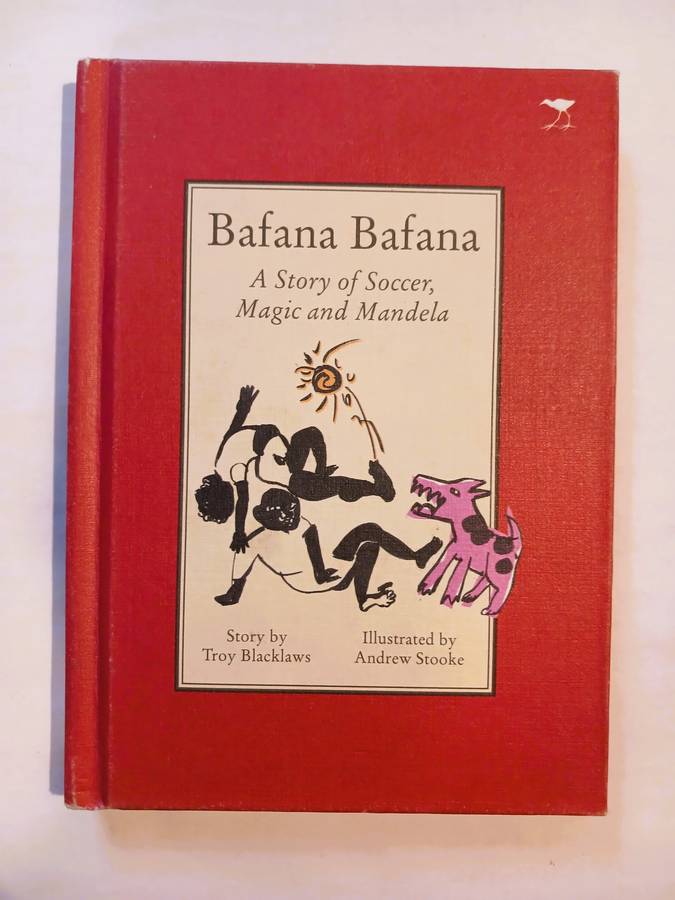 Bafana Bafana
A Story of Soccer,
Magic and Mandela
Story by
Troy Blacklaws
Illustrated by
Andrew Stooke